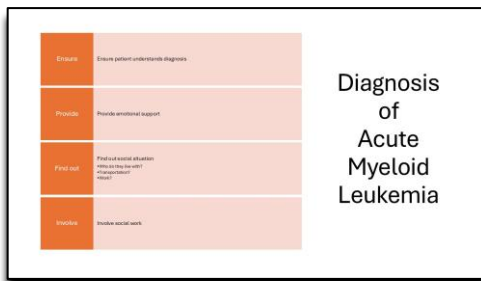 Ensure
Ensure patient understands diagnosis
Provide
Provide emotional support
Find out
Find out social situation
•Who do they live with?
•Transportation?
•Work?
Involve
Involve social work
Diagnosis
of
Acute
Myeloid
Leukemia